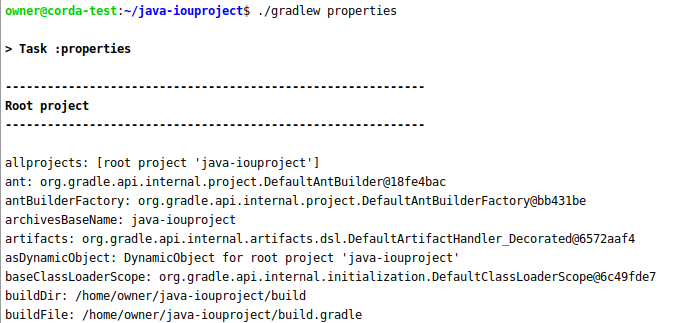 owner@corda-test:~/java-iouproject$ ./gradlew properties
> Task :properties
------------------------------------------------------------
Root project
------------------------------------------------------------
allprojects: [root project 'java-iouproject']
ant: org.gradle.api.internal.project.DefaultAntBuilder@18fe4bac
antBuilderFactory: org.gradle.api.internal.project.DefaultAntBuilderFactory@bb431be
archivesBaseName: java-iouproject
artifacts: org.gradle.api.internal.artifacts.dsl.DefaultArtifactHandler_Decorated@6572aaf4
asDynamicObject: DynamicObject for root project 'java-iouproject'
baseClassLoaderScope: org.gradle.api.internal.initialization.DefaultClassLoaderScope@6c49fde7
buildDir: /home/owner/java-iouproject/build
buildFile: /home/owner/java-iouproject/build.gradle